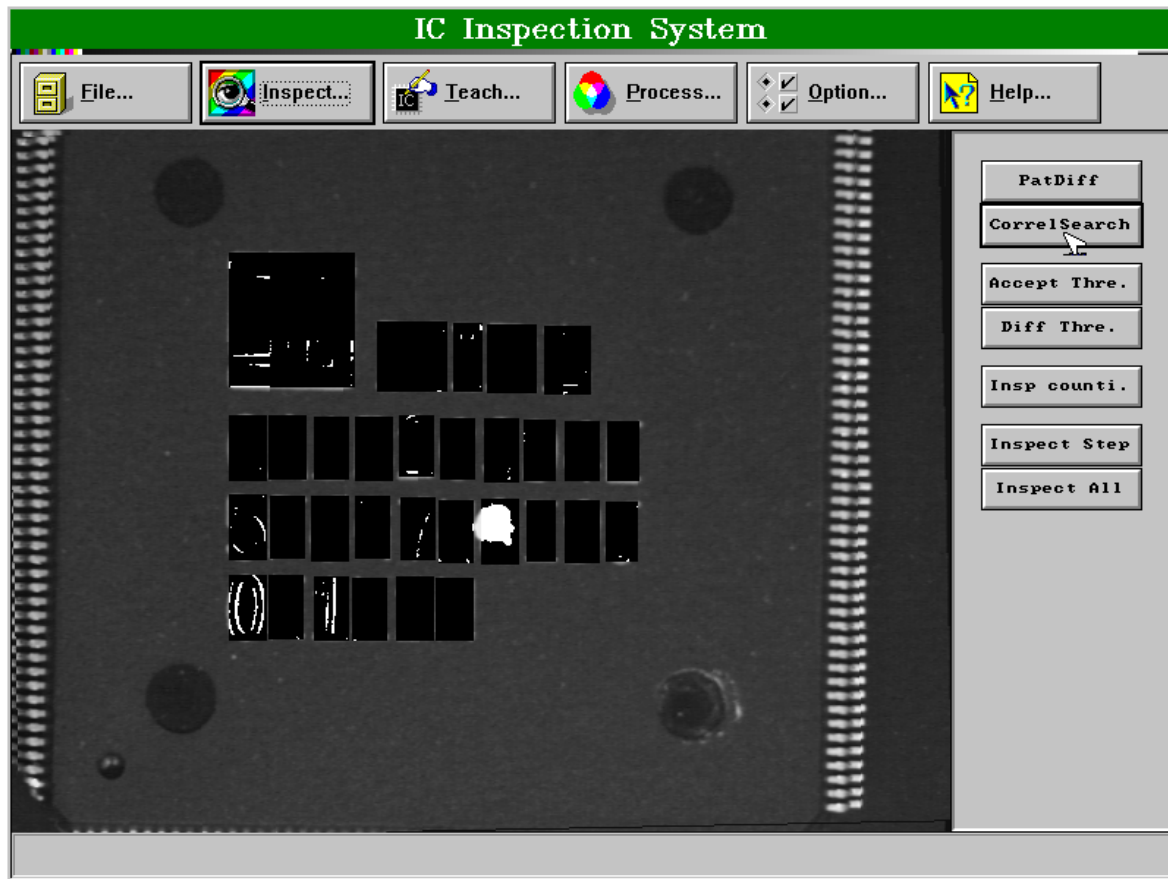 IC Inspection System
File...
Inspect...
Teach...
IC
Process...
Option...
Help...
PatDiff
CorrelSearch
Accept Thre.
Diff Thre.
Insp counti.
Inspect Step
Inspect All